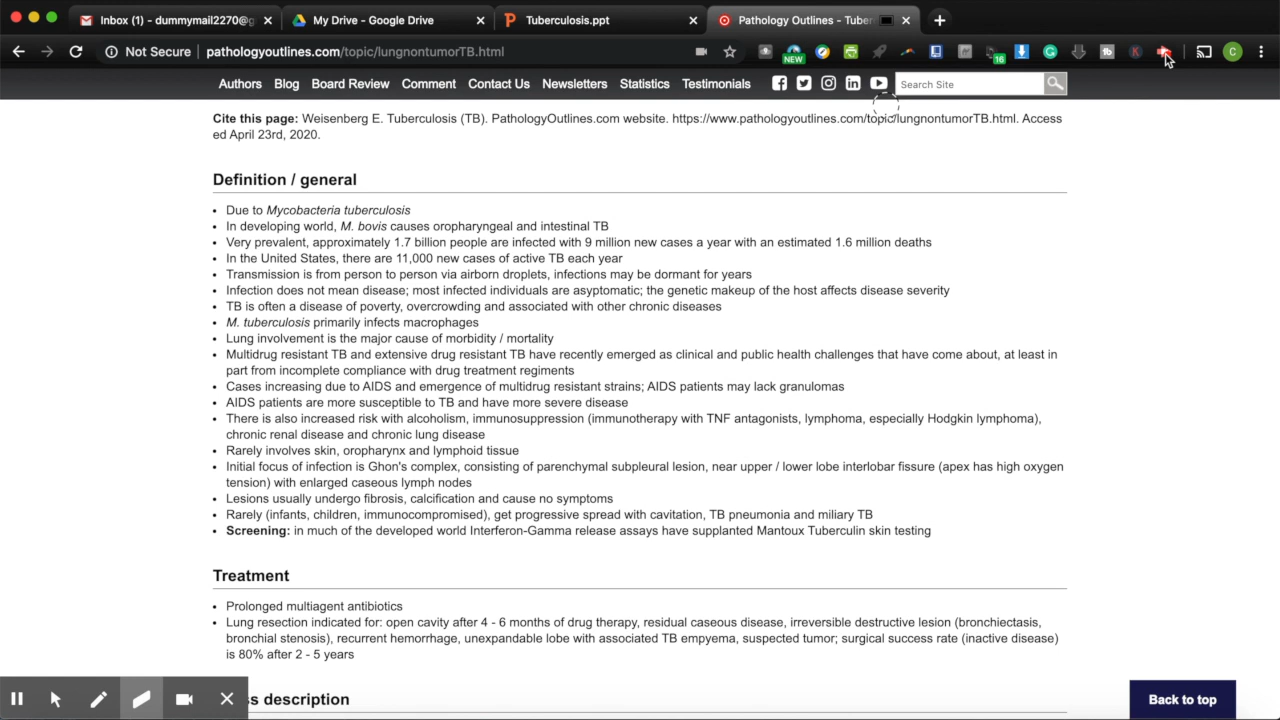 Inbox (1) - dummymail2270@g
My Drive - Google Drive
Tuberculosis.ppt
Pathology Outlines - Tuber
Not Secure
pathologyoutlines.com/topic/lungnontumorTB.html
NEW
16
C
Authors Blog Board Review Comment Contact Us Newsletters Statistics Testimonials
Search Site
Cite this page: Weisenberg E. Tuberculosis (TB). PathologyOutlines.com website. https://www.pathologyoutlines.com/topic/lungnontumorTB.html. Access
ed April 23rd, 2020.
Definition / general
• Due to Mycobacteria tuberculosis
• In developing world, M. bovis causes oropharyngeal and intestinal TB
• Very prevalent, approximately 1.7 billion people are infected with 9 million new cases a year with an estimated 1.6 million deaths
• In the United States, there are 11,000 new cases of active TB each year
• Transmission is from person to person via airborn droplets, infections may be dormant for years
• Infection does not mean disease; most infected individuals are asyptomatic; the genetic makeup of the host affects disease severity
• TB is often a disease of poverty, overcrowding and associated with other chronic diseases
• M. tuberculosis primarily infects macrophages
• Lung involvement is the major cause of morbidity / mortality
• Multidrug resistant TB and extensive drug resistant TB have recently emerged as clinical and public health challenges that have come about, at least in
part from incomplete compliance with drug treatment regiments
• Cases increasing due to AIDS and emergence of multidrug resistant strains; AIDS patients may lack granulomas
• AIDS patients are more susceptible to TB and have more severe disease
• There is also increased risk with alcoholism, immunosuppression (immunotherapy with TNF antagonists, lymphoma, especially Hodgkin lymphoma),
chronic renal disease and chronic lung disease
• Rarely involves skin, oropharynx and lymphoid tissue
• Initial focus of infection is Ghon's complex, consisting of parenchymal subpleural lesion, near upper / lower lobe interlobar fissure (apex has high oxygen
tension) with enlarged caseous lymph nodes
• Lesions usually undergo fibrosis, calcification and cause no symptoms
• Rarely (infants, children, immunocompromised), get progressive spread with cavitation, TB pneumonia and miliary TB
• Screening: in much of the developed world Interferon-Gamma release assays have supplanted Mantoux Tuberculin skin testing
Treatment
• Prolonged multiagent antibiotics
• Lung resection indicated for: open cavity after 4 - 6 months of drug therapy, residual caseous disease, irreversible destructive lesion (bronchiectasis,
bronchial stenosis), recurrent hemorrhage, unexpandable lobe with associated TB empyema, suspected tumor; surgical success rate (inactive disease)
is 80% after 2 - 5 years
s description
Back to top